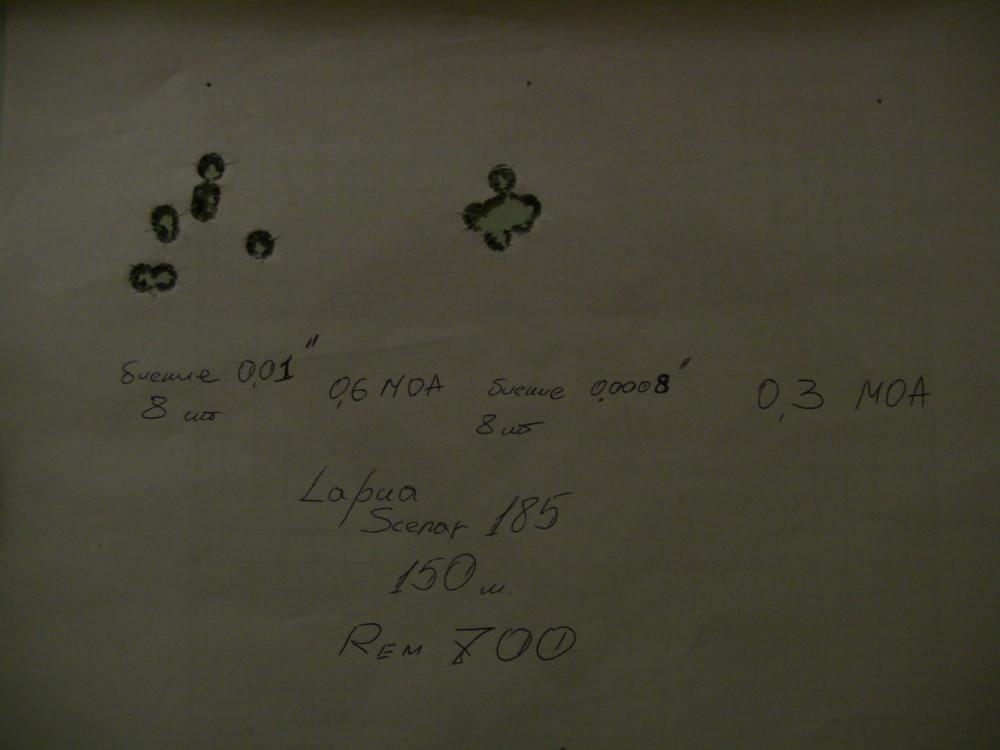 биение 0,01"
8 шт
0,6 MOA
биение 0,0008"
8 шт
0,3 MOA
Lapua
Scenar 185
150 м.
Rem 700